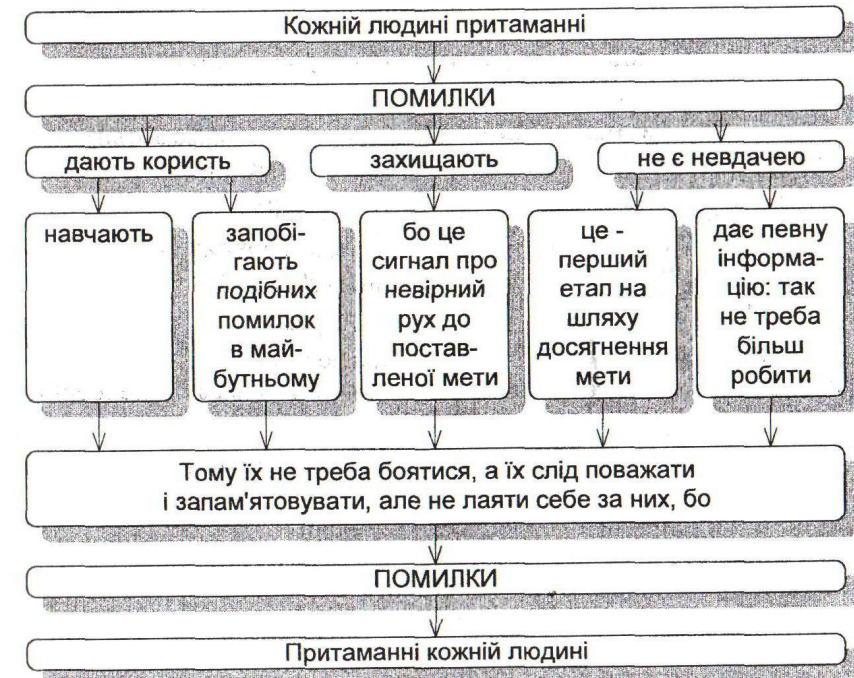 Кожній людині притаманні
ПОМИЛКИ
дають користь
захищають
не є невдачею
навчають
запобі-
гають
подібних
помилок
в май-
бутньому
бо це
сигнал про
невірний
рух до
постав-
леної мети
це -
перший
етап на
шляху
досягнення
мети
дає певну
інформа-
цію: так
не треба
більш
робити
Тому їх не треба боятися, а їх слід поважати
і запам'ятовувати, але не лаяти себе за них, бо
ПОМИЛКИ
Притаманні кожній людині